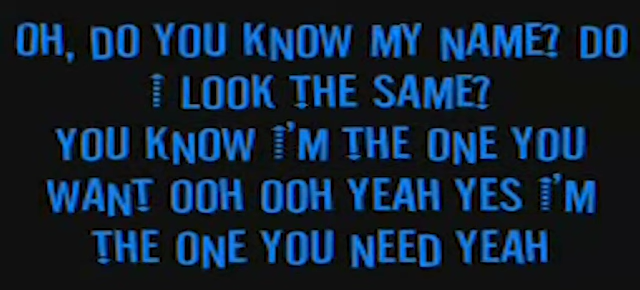 OH, DO YOU KNOW MY NAME? DO
I LOOK THE SAME?
YOU KNOW I'M THE ONE YOU
WANT OOH OOH YEAH YES I'M
THE ONE YOU NEED YEAH